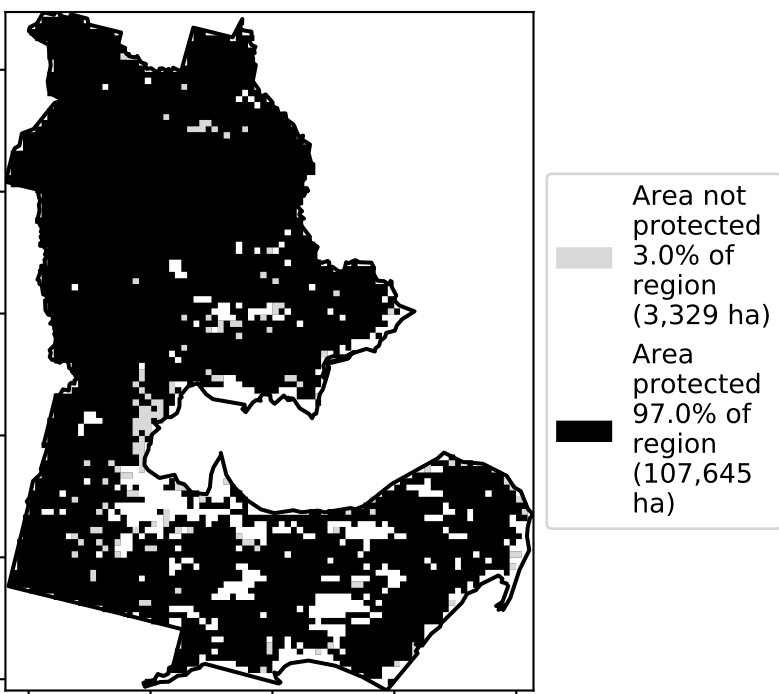 Area not
protected
3.0% of
region
(3,329 ha)
Area
protected
97.0% of
region
(107,645
ha)